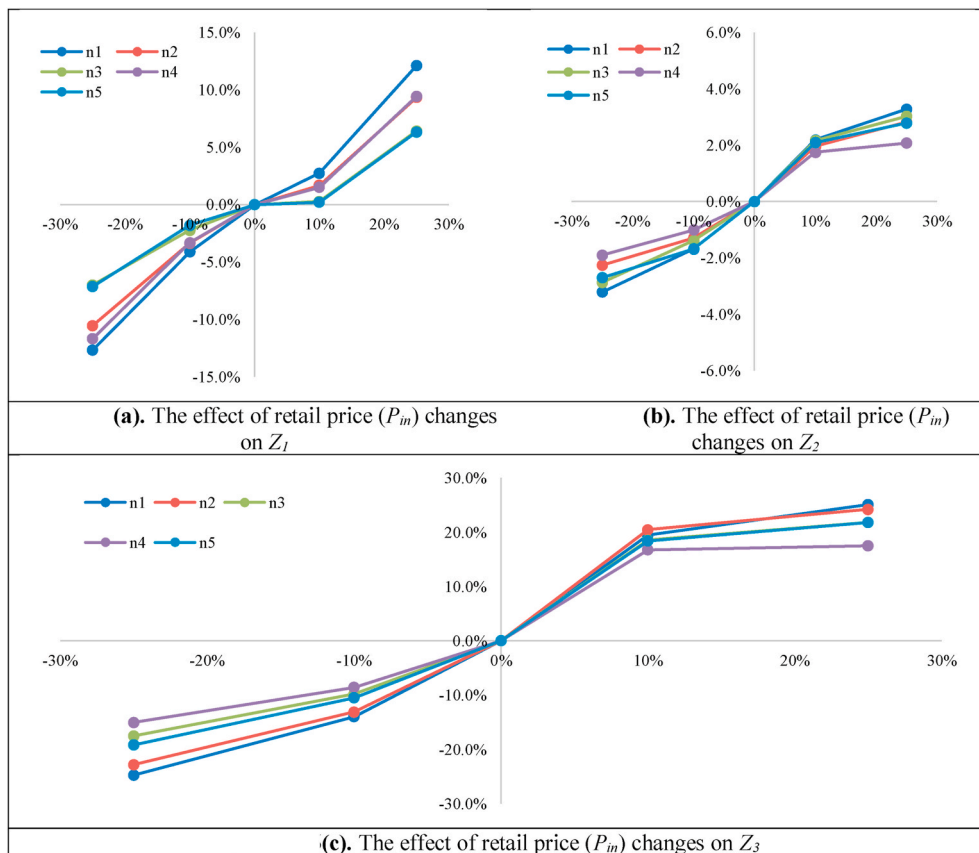 15.0%
n1 n2
n3 n4
n5
10.0%
5.0%
0.0%
-30% -20% -10% 0% 10% 20% 30%
-5.0%
-10.0%
-15.0%
(a). The effect of retail price (Pin) changes
on Z1
6.0%
n1 n2
n3 n4
n5
4.0%
2.0%
0.0%
-30% -20% -10% 0% 10% 20% 30%
-2.0%
-4.0%
-6.0%
(b). The effect of retail price (Pin)
changes on Z2
30.0%
n1 n2 n3
n4 n5
20.0%
10.0%
0.0%
-30% -20% -10% 0% 10% 20% 30%
-10.0%
-20.0%
-30.0%
(c). The effect of retail price (Pin) changes on Z3